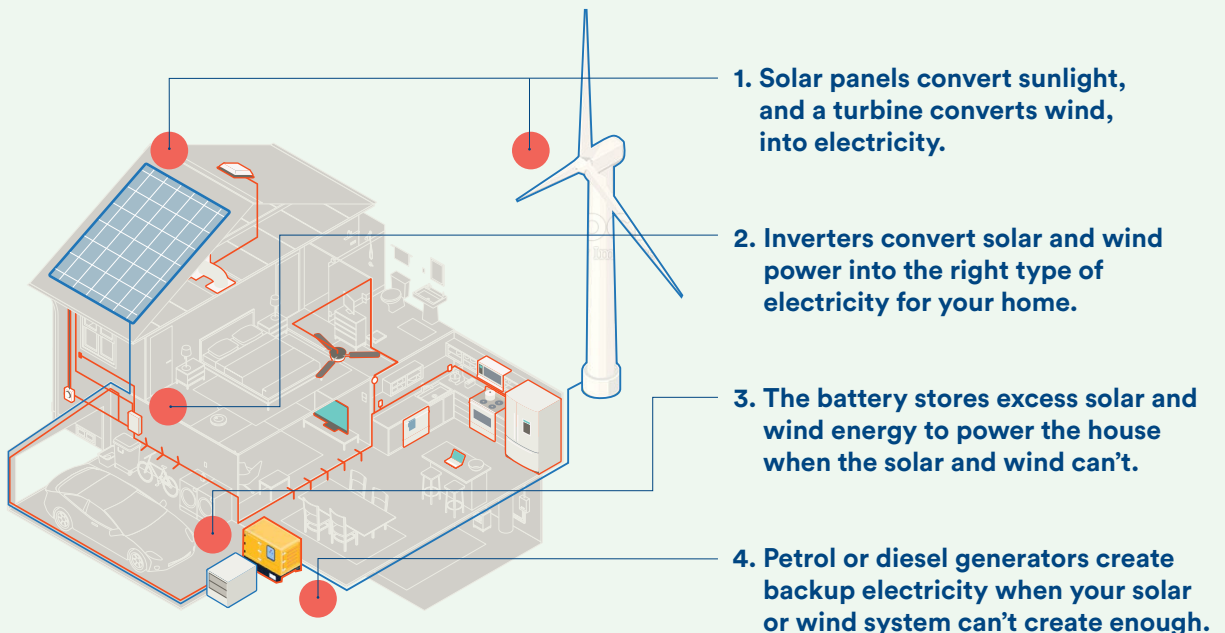 1. Solar panels convert sunlight,
and a turbine converts wind,
into electricity.
2. Inverters convert solar and wind
power into the right type of
electricity for your home.
3. The battery stores excess solar and
wind energy to power the house
when the solar and wind can’t.
4. Petrol or diesel generators create
backup electricity when your solar
or wind system can’t create enough.